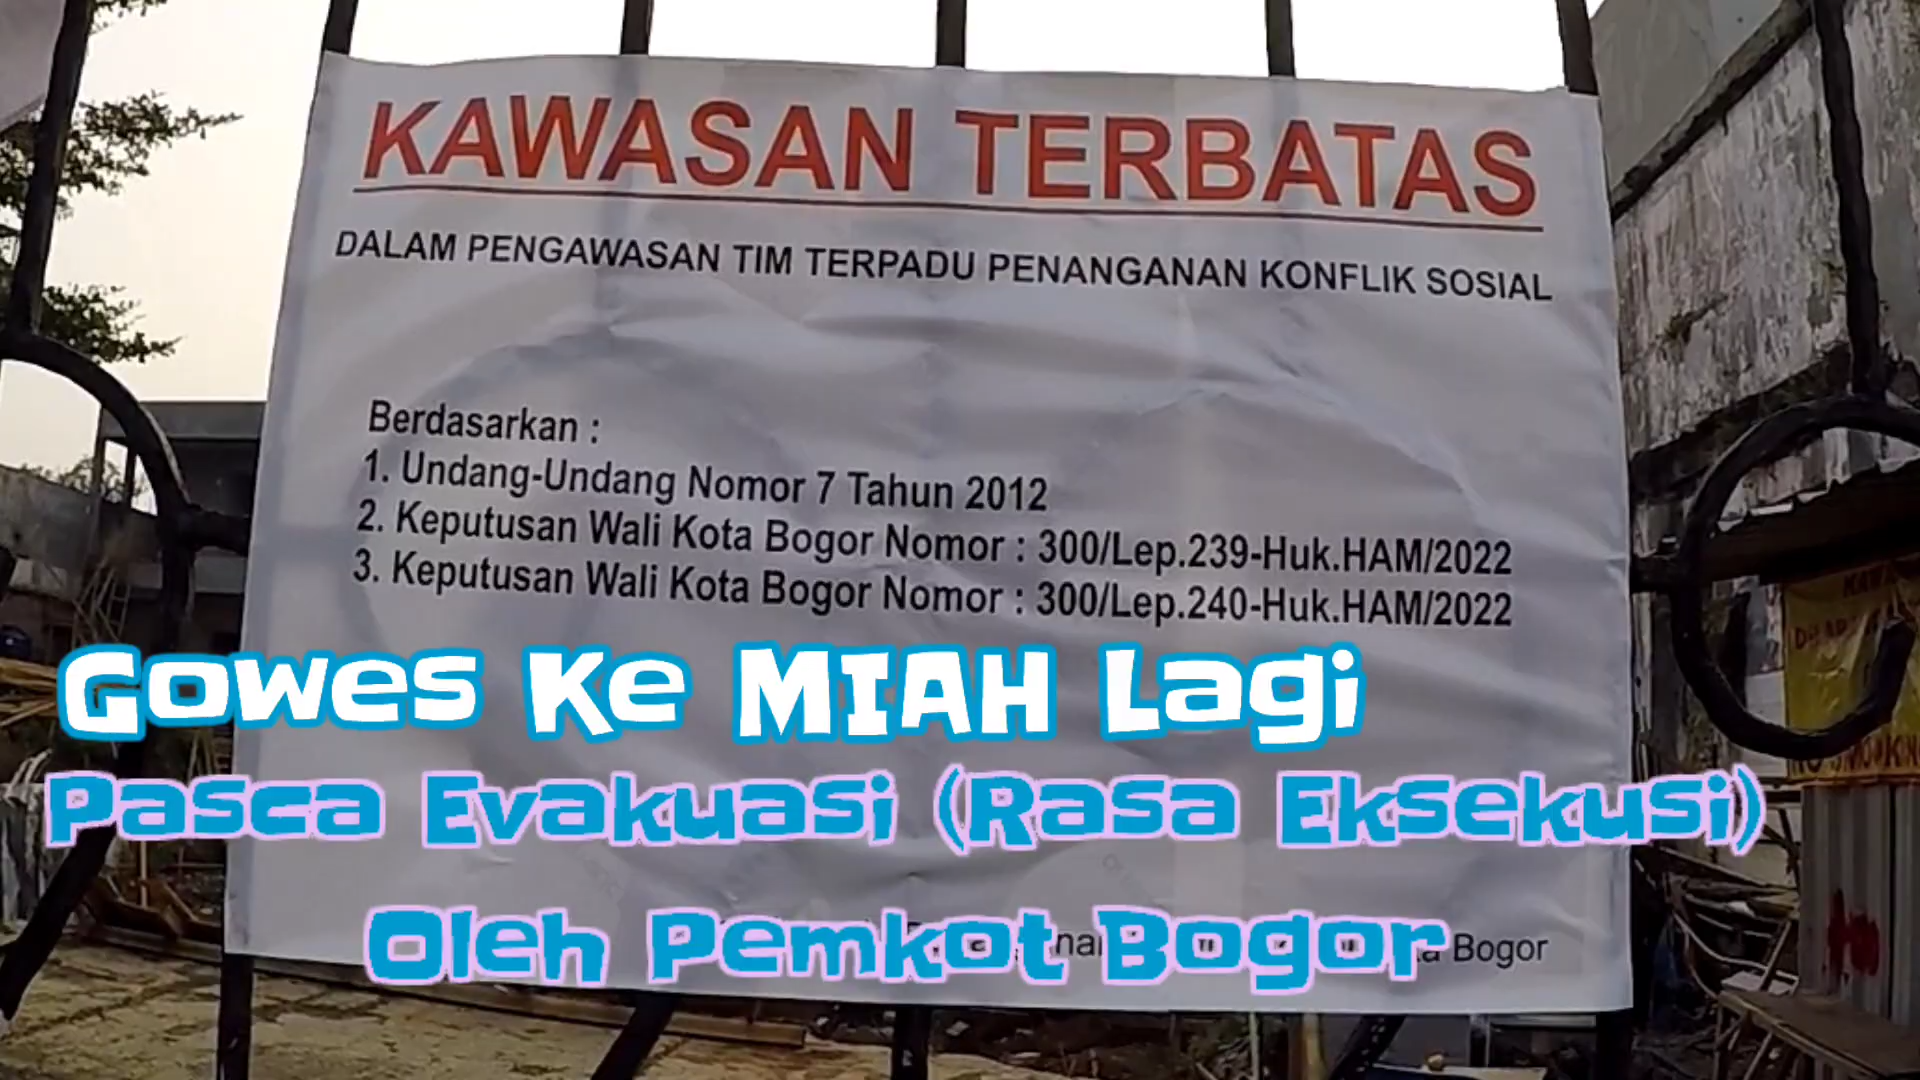 KAWASAN TERBATAS
DALAM PENGAWASAN TIM TERPADU PENANGANAN KONFLIK SOSIAL
Berdasarkan :
1. Undang-Undang Nomor 7 Tahun 2012
2. Keputusan Wali Kota Bogor Nomor : 300/Lep.239-Huk.HAM/2022
3. Keputusan Wali Kota Bogor Nomor : 300/Lep.240-Huk.HAM/2022
Gowes Ke MIAH Lagi
Pasca Evakuasi (Rasa Eksekusi)
Oleh Pemkot Bogor
Bogor